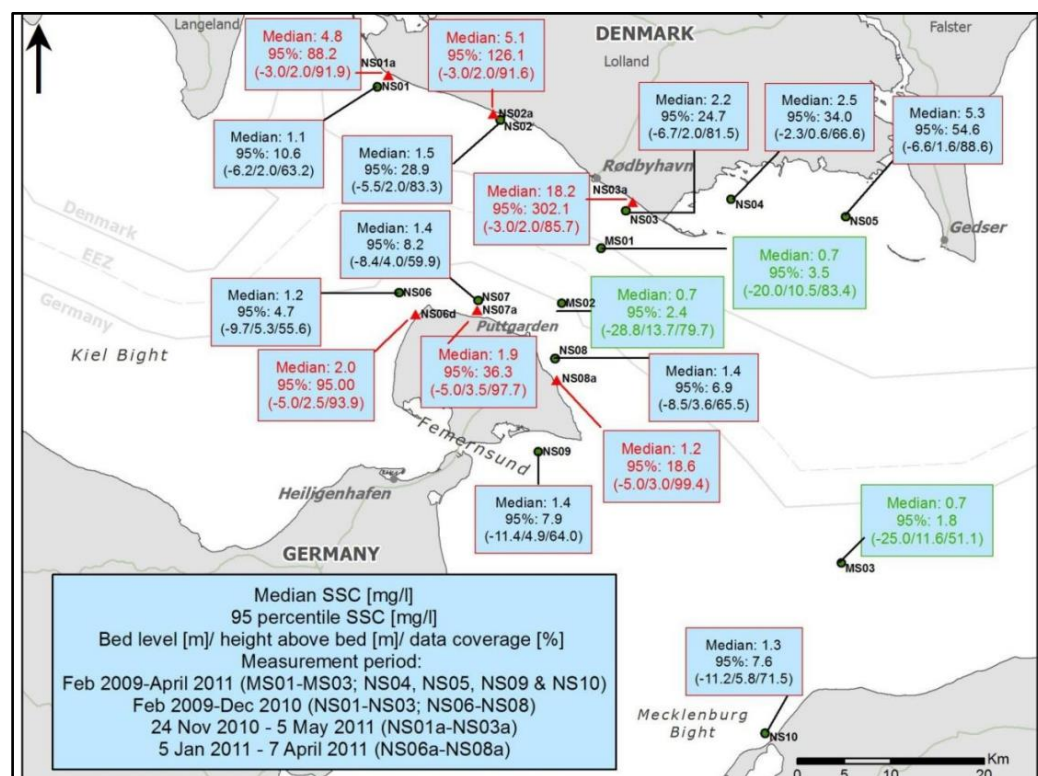 Langeland
DENMARK
Lolland
Falster
Median: 4.8
95%: 88.2
(-3.0/2.0/91.9)
NS01a
NS01
Median: 5.1
95%: 126.1
(-3.0/2.0/91.6)
NS02a
NS02
Median: 2.2
95%: 24.7
(-6.7/2.0/81.5)
Median: 2.5
95%: 34.0
(-2.3/0.6/66.6)
Median: 5.3
95%: 54.6
(-6.6/1.6/88.6)
Median: 1.1
95%: 10.6
(-6.2/2.0/63.2)
Median: 1.5
95%: 28.9
(-5.5/2.0/83.3)
Rødbyhavn
NS03a
NS03
NS04
NS05
Gedser
Median: 18.2
95%: 302.1
(-3.0/2.0/85.7)
MS01
Denmark
EEZ
Germany
Median: 1.4
95%: 8.2
(-8.4/4.0/59.9)
Median: 0.7
95%: 3.5
(-20.0/10.5/83.4)
Median: 1.2
95%: 4.7
(-9.7/5.3/55.6)
NS06
NS07
MS02
NS06d
NS07a
Puttgarden
Median: 0.7
95%: 2.4
(-28.8/13.7/79.7)
Kiel Bight
Median: 2.0
95%: 95.00
(-5.0/2.5/93.9)
Median: 1.9
95%: 36.3
(-5.0/3.5/97.7)
NS08
NS08a
Median: 1.4
95%: 6.9
(-8.5/3.6/65.5)
Femernsund
NS09
Median: 1.2
95%: 18.6
(-5.0/3.0/99.4)
Heiligenhafen
Median: 1.4
95%: 7.9
(-11.4/4.9/64.0)
Median: 0.7
95%: 1.8
(-25.0/11.6/51.1)
MS03
GERMANY
Median SSC [mg/l]
95 percentile SSC [mg/l]
Bed level [m]/ height above bed [m]/ data coverage [%]
Measurement period:
Feb 2009-April 2011 (MS01-MS03; NS04, NS05, NS09 & NS10)
Feb 2009-Dec 2010 (NS01-NS03; NS06-NS08)
24 Nov 2010 - 5 May 2011 (NS01a-NS03a)
5 Jan 2011 - 7 April 2011 (NS06a-NS08a)
Median: 1.3
95%: 7.6
(-11.2/5.8/71.5)
Mecklenburg
Bight
NS10
Km
0 5 10 20